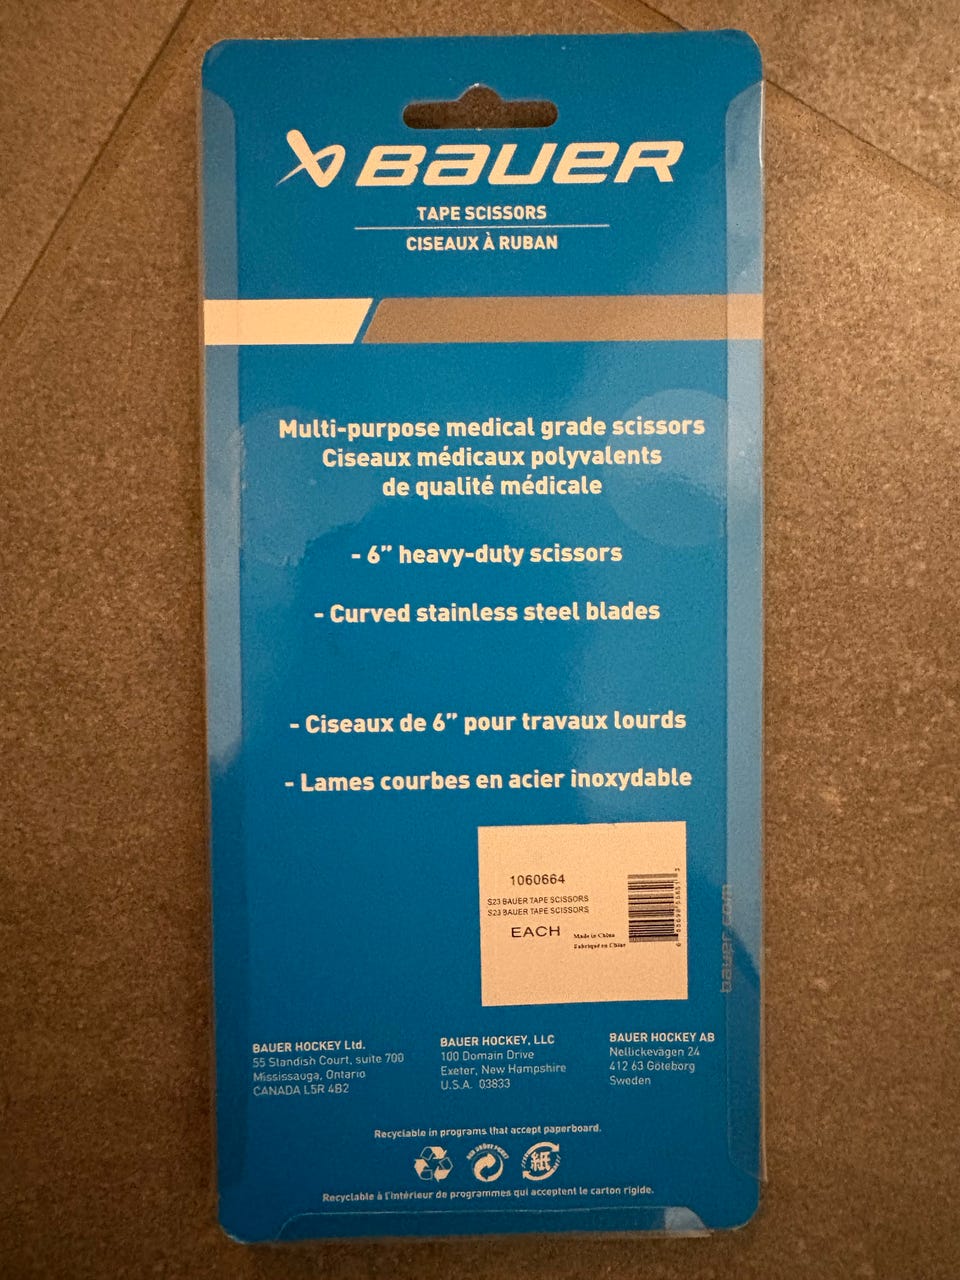 BAUER
TAPE SCISSORS
CISEAUX À RUBAN
Multi-purpose medical grade scissors
Ciseaux médicaux polyvalents
de qualité médicale
- 6” heavy-duty scissors
- Curved stainless steel blades
- Ciseaux de 6” pour travaux lourds
- Lames courbes en acier inoxydable
1060664
S23 BAUER TAPE SCISSORS
S23 BAUER TAPE SCISSORS
EACH
Made in China
Fabriqué en Chine
bauer.com
BAUER HOCKEY Ltd.
55 Standish Court, suite 700
Mississauga, Ontario
CANADA L5R 4B2
BAUER HOCKEY, LLC
100 Domain Drive
Exeter, New Hampshire
U.S.A. 03833
BAUER HOCKEY AB
Nellickevägen 24
412 63 Göteborg
Sweden
Recyclable in programs that accept paperboard.
紙
Recyclable à l'intérieur de programmes qui acceptent le carton rigide.